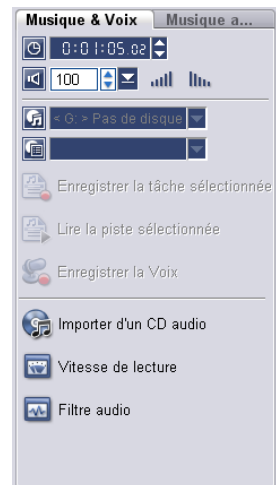 Musique & Voix Musique a...
0:01:05.02
100
< G: > Pas de disque
Enregistrer la tâche sélectionnée
Lire la piste sélectionnée
Enregistrer la Voix
Importer d'un CD audio
Vitesse de lecture
Filtre audio